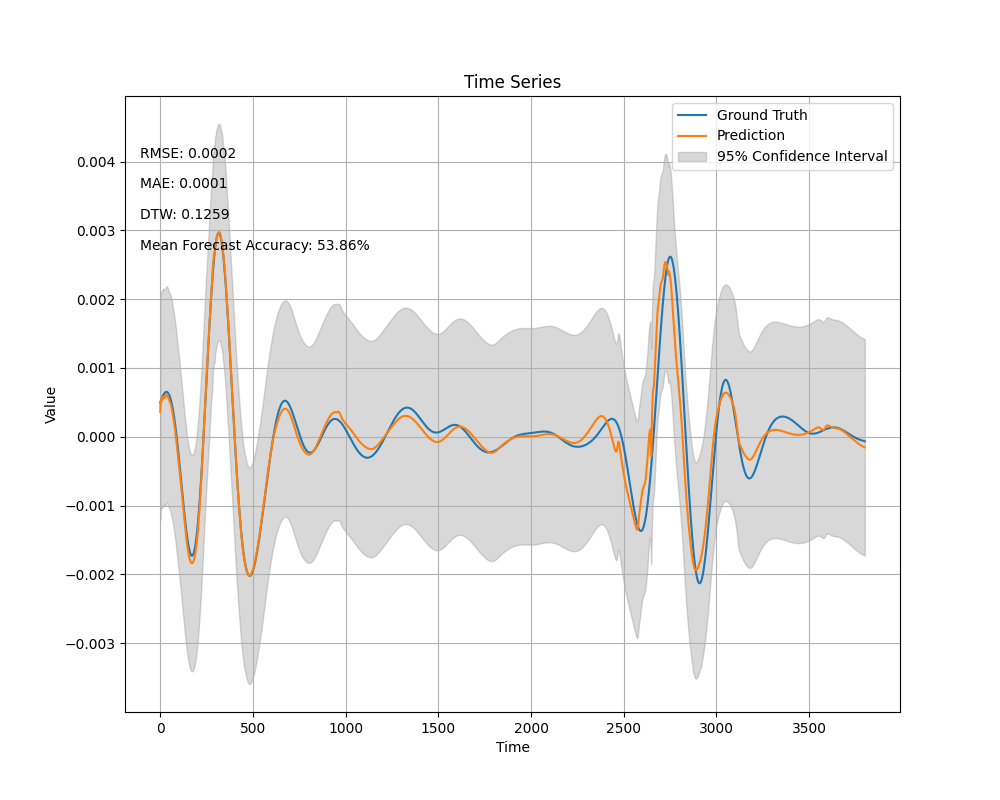 Time Series
Ground Truth
Prediction
95% Confidence Interval
RMSE: 0.0002
MAE: 0.0001
DTW: 0.1259
Mean Forecast Accuracy: 53.86%
0.004
0.003
0.002
0.001
0.000
−0.001
−0.002
−0.003
Value
0 500 1000 1500 2000 2500 3000 3500
Time